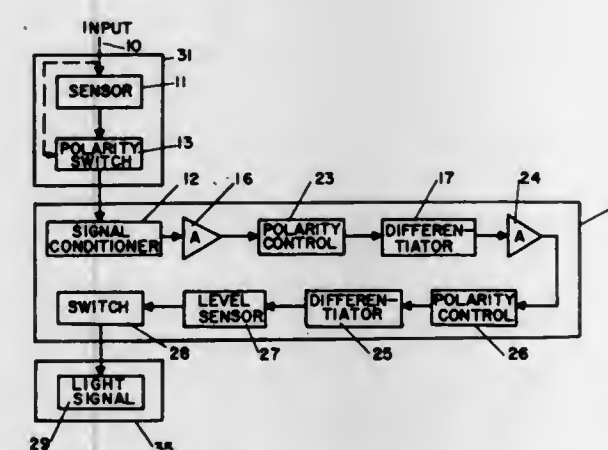 INPUT
10
31
SENSOR
11
POLARITY
SWITCH
13
12
16
23
17
24
SIGNAL
CONDITIONER
A
POLARITY
CONTROL
DIFFEREN-
TIATOR
A
SWITCH
LEVEL
SENSOR
DIFFEREN-
TIATOR
POLARITY
CONTROL
28
27
25
26
LIGHT
SIGNAL
29